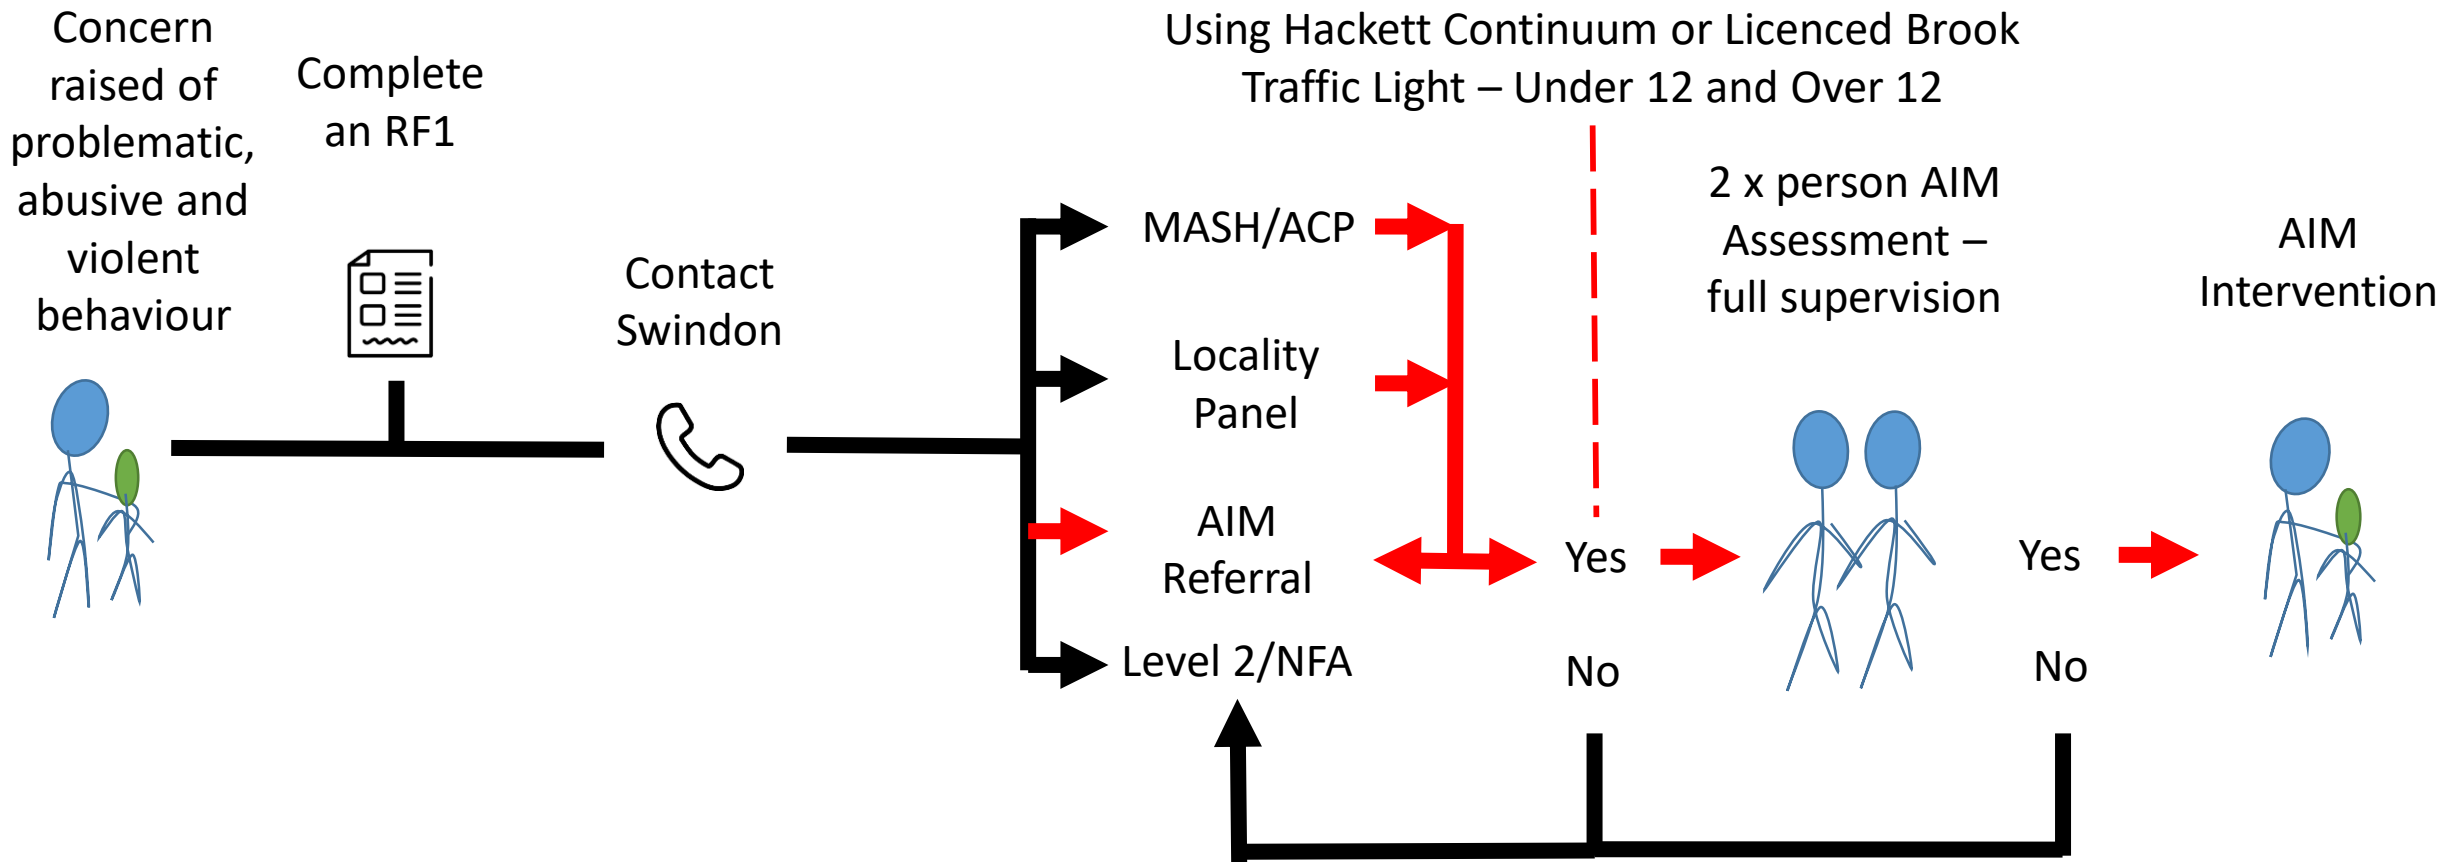 Concern
raised of
problematic,
abusive and
violent
behaviour
Complete
an RF1
Contact
Swindon
Using Hackett Continuum or Licenced Brook
Traffic Light – Under 12 and Over 12
MASH/ACP
Locality
Panel
AIM
Referral
Level 2/NFA
Yes
No
2 x person AIM
Assessment –
full supervision
Yes
No
AIM
Intervention